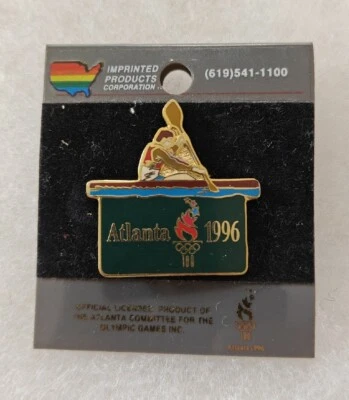 IMPRINTED
PRODUCTS
CORPORATION
(619)541-1100
Atlanta 1996
OFFICIAL LICENSED PRODUCT OF
THE ATLANTA COMMITTEE FOR THE
OLYMPIC GAMES INC.